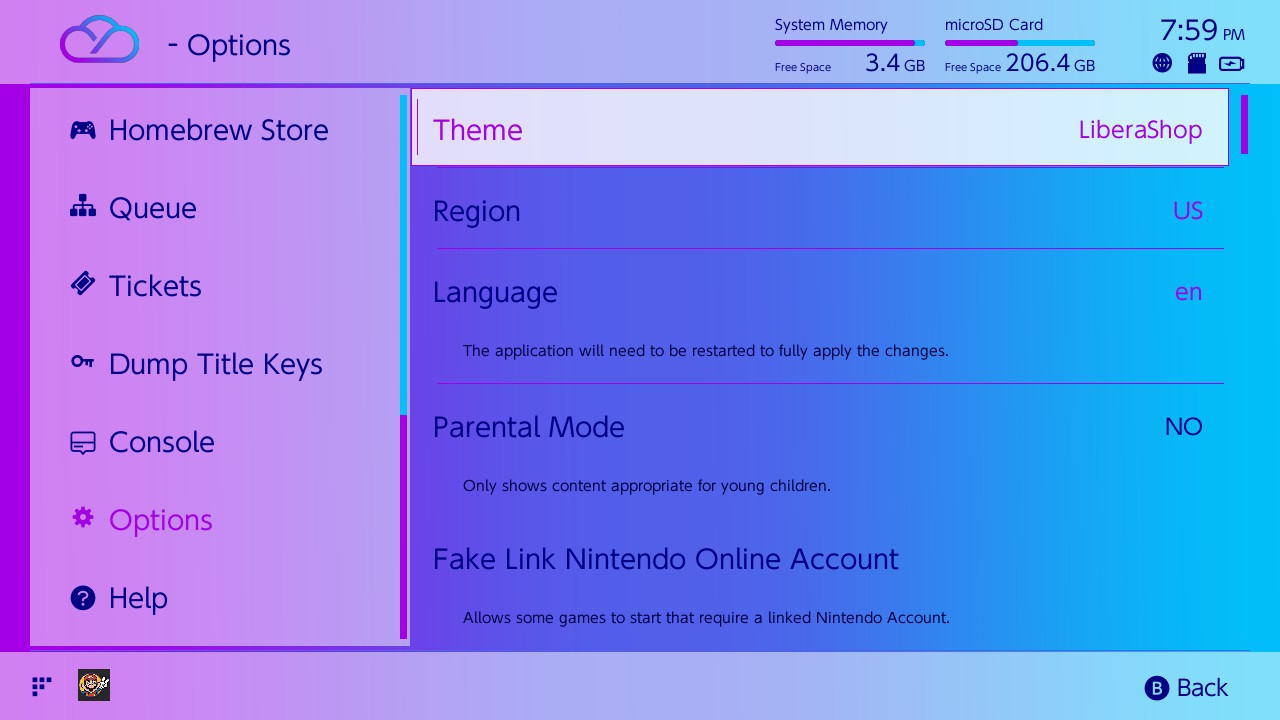 - Options
System Memory
Free Space 3.4 GB
microSD Card
Free Space 206.4 GB
7:59 PM
Homebrew Store
Queue
Tickets
Dump Title Keys
Console
Options
Help
Theme LiberaShop
Region US
Language en
The application will need to be restarted to fully apply the changes.
Parental Mode NO
Only shows content appropriate for young children.
Fake Link Nintendo Online Account
Allows some games to start that require a linked Nintendo Account.
B Back